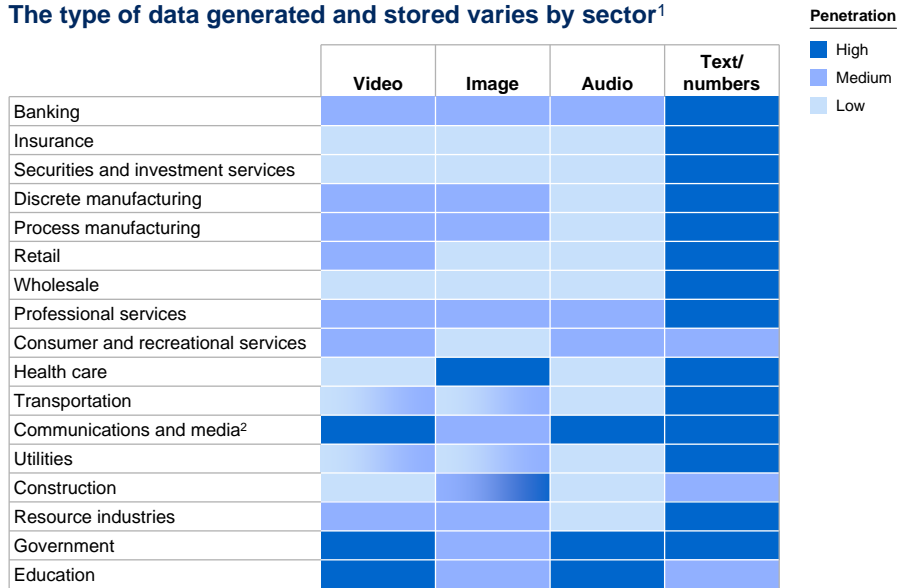 The type of data generated and stored varies by sector1
Penetration
High
Medium
Low
Video Image Audio Text/
numbers
Banking
Insurance
Securities and investment services
Discrete manufacturing
Process manufacturing
Retail
Wholesale
Professional services
Consumer and recreational services
Health care
Transportation
Communications and media2
Utilities
Construction
Resource industries
Government
Education